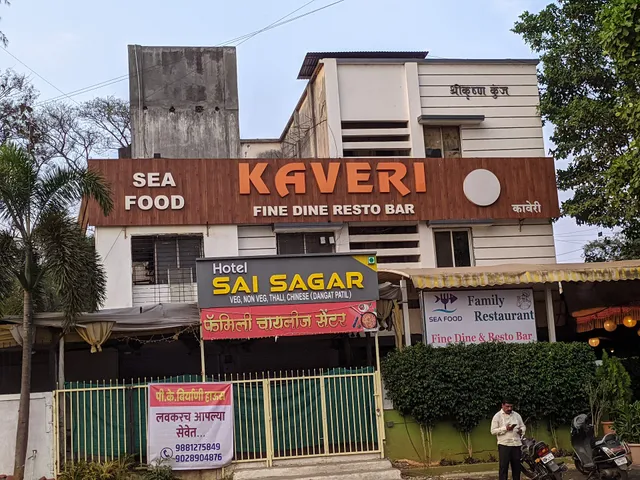 श्रीकृष्ण कुंज
SEA
FOOD
KAVERI
FINE DINE RESTO BAR
कावेरी
Hotel
SAI SAGAR
VEG, NON VEG, THALI, CHINESE (DANGAT PATIL)
फॅमिली चायलीज सेंटर
SEA FOOD
Family
Restaurant
Fine Dine & Resto Bar
पी.के.बिर्याणी हाऊस
लवकरच आपल्या
सेवेत...
9881275849
9028904876